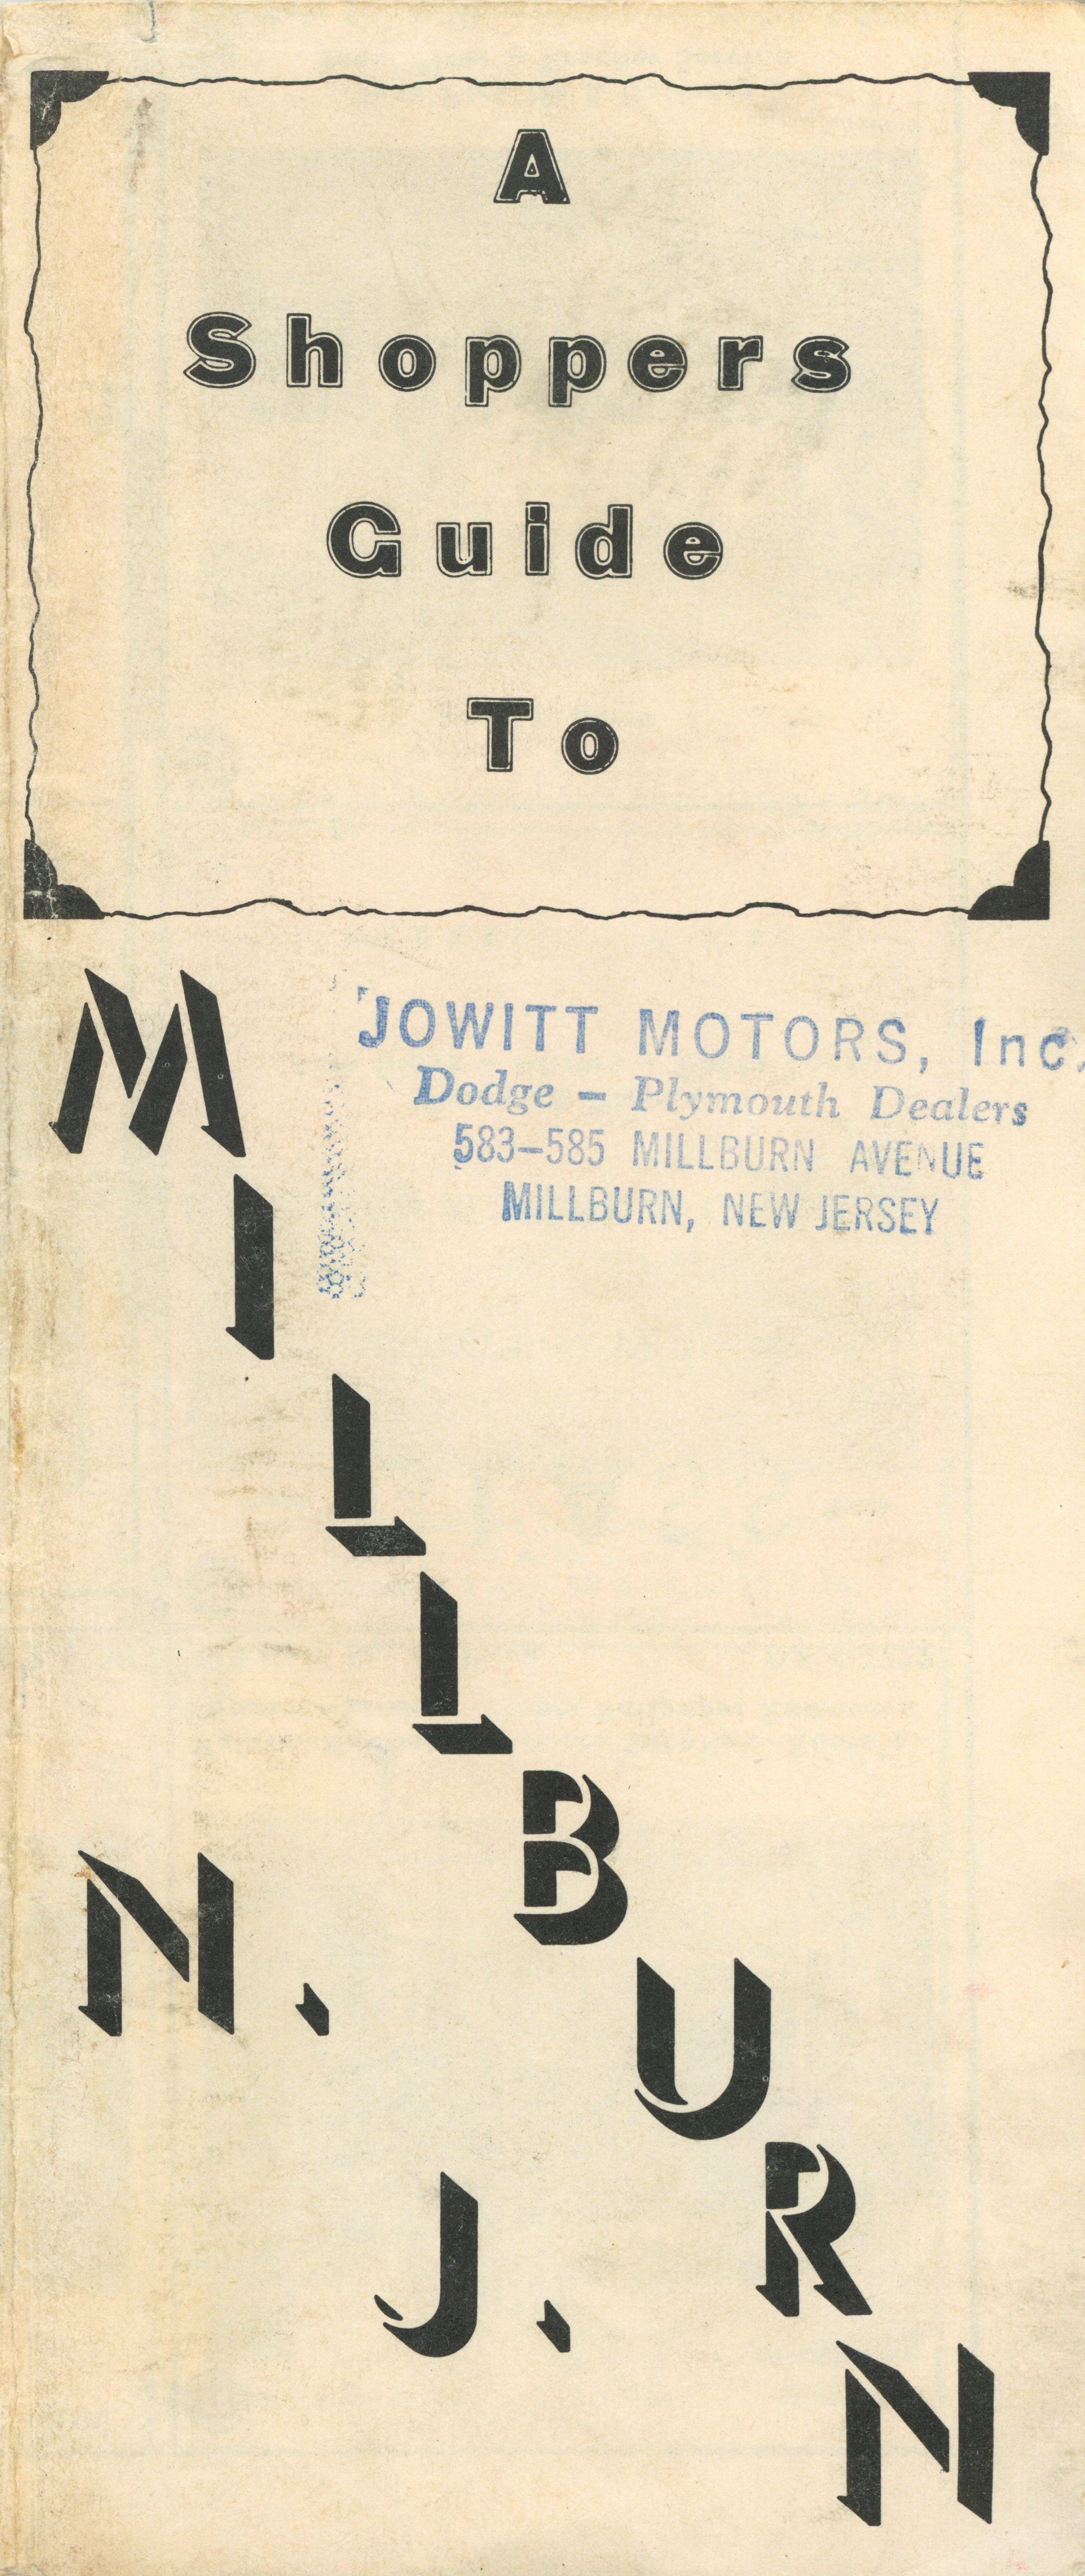 A
Shoppers
Guide
To
JOWITT MOTORS, Inc.
Dodge – Plymouth Dealers
583–585 MILLBURN AVENUE
MILLBURN, NEW JERSEY
MILLBURN
N. J.